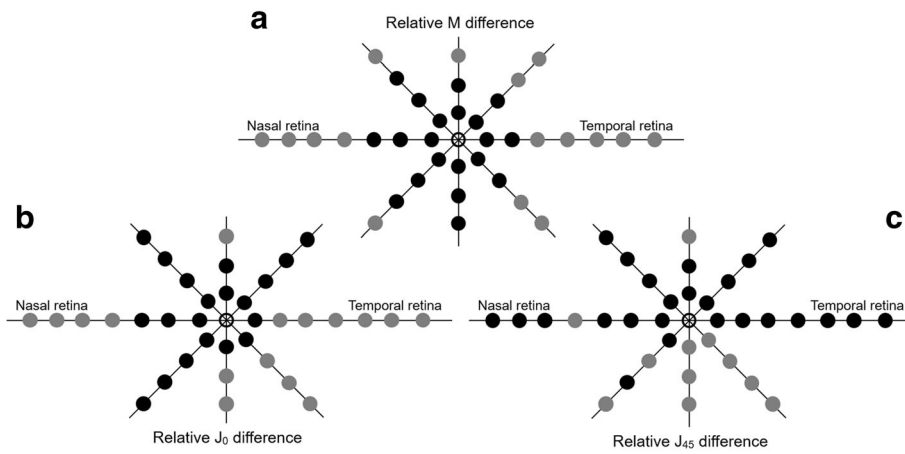 a
Relative M difference
Nasal retina
Temporal retina
b
c
Nasal retina
Temporal retina
Nasal retina
Temporal retina
Relative J₀ difference
Relative J₄₅ difference